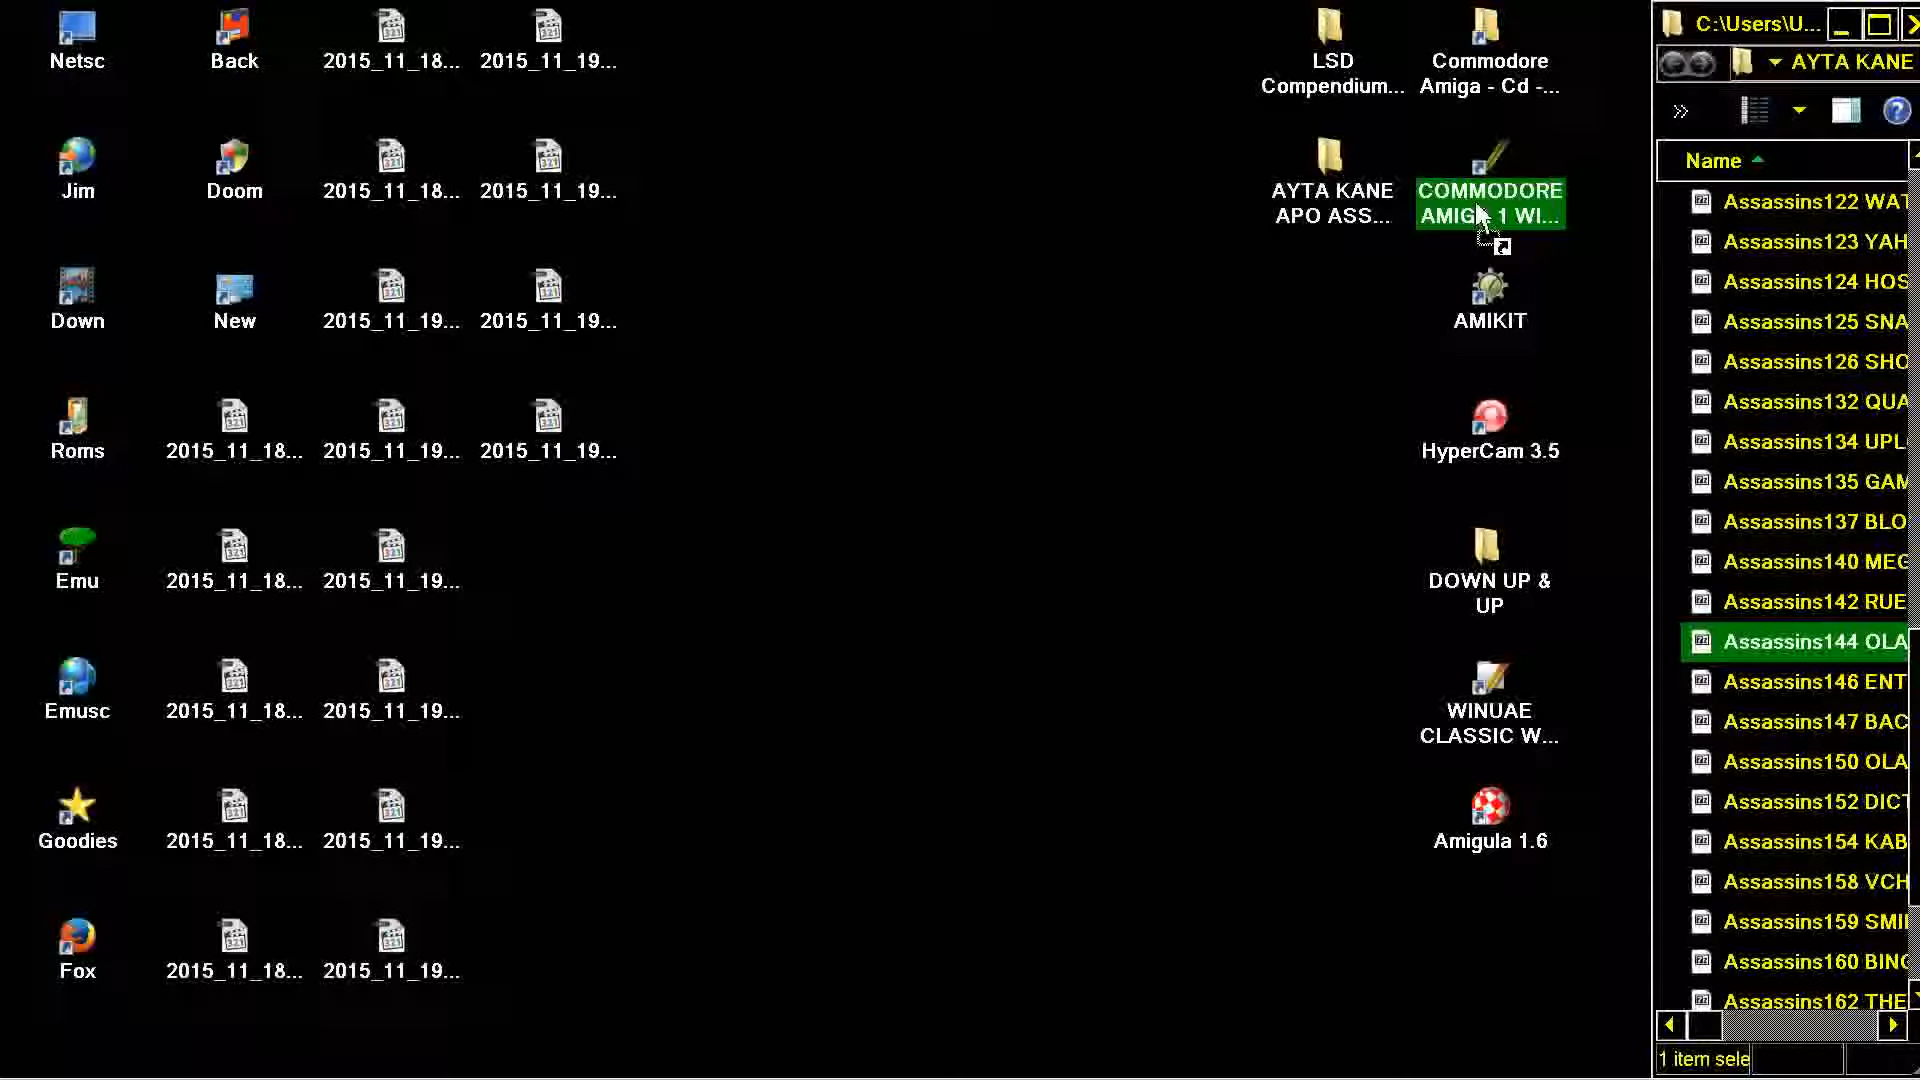 Netsc
Back
2015_11_18...
2015_11_19...
LSD
Compendium...
Commodore
Amiga - Cd -...
Jim
Doom
2015_11_18...
2015_11_19...
AYTA KANE
APO ASS...
COMMODORE
AMIGA 1 WI...
Down
New
2015_11_19...
2015_11_19...
AMIKIT
Roms
2015_11_18...
2015_11_19...
2015_11_19...
HyperCam 3.5
Emu
2015_11_18...
2015_11_19...
DOWN UP &
UP
Emusc
2015_11_18...
2015_11_19...
WINUAE
CLASSIC W...
Goodies
2015_11_18...
2015_11_19...
Amigula 1.6
Fox
2015_11_18...
2015_11_19...
C:\Users\U...
AYTA KANE
Name
Assassins122 WAT
Assassins123 YAH
Assassins124 HOS
Assassins125 SNA
Assassins126 SHO
Assassins132 QUA
Assassins134 UPL
Assassins135 GAM
Assassins137 BLO
Assassins140 MEG
Assassins142 RUE
Assassins144 OLA
Assassins146 ENT
Assassins147 BAC
Assassins150 OLA
Assassins152 DICT
Assassins154 KAB
Assassins158 VCH
Assassins159 SMI
Assassins160 BING
Assassins162 THE
1 item sele